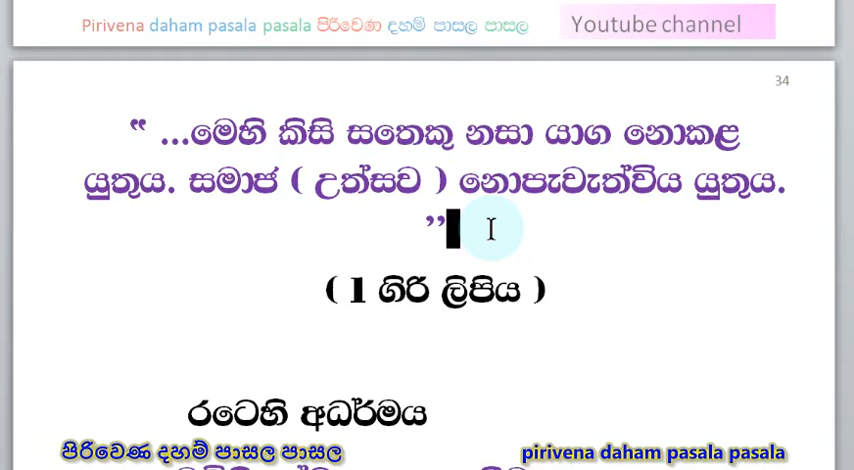 Pirivena daham pasala pasala පිරිවෙණ දහම් පාසල පාසල
Youtube channel
34
“ ...මෙහි කිසි සතෙකු නසා යාග නොකළ
යුතුය. සමාජ ( උත්සව ) නොපැවැත්විය යුතුය.
”
( 1 ගිරි ලිපිය )
රටෙහි අධර්මය
පිරිවෙණ දහම් පාසල පාසල
pirivena daham pasala pasala